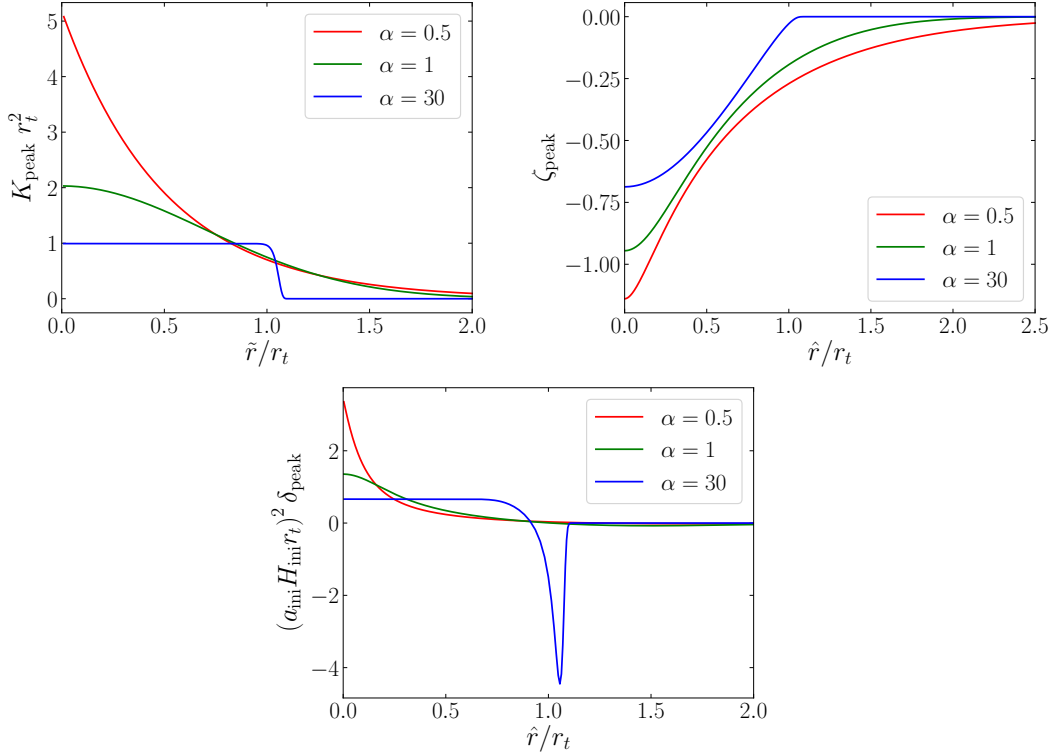 K_peak r_t^2
5
4
3
2
1
0
0.0 0.5 1.0 1.5 2.0
r̃/r_t
α = 0.5
α = 1
α = 30
ζ_peak
0.00
−0.25
−0.50
−0.75
−1.00
0.0 0.5 1.0 1.5 2.0 2.5
r̂/r_t
α = 0.5
α = 1
α = 30
(a_ini H_ini r_t)^2 δ_peak
2
0
−2
−4
0.0 0.5 1.0 1.5 2.0
r̂/r_t
α = 0.5
α = 1
α = 30